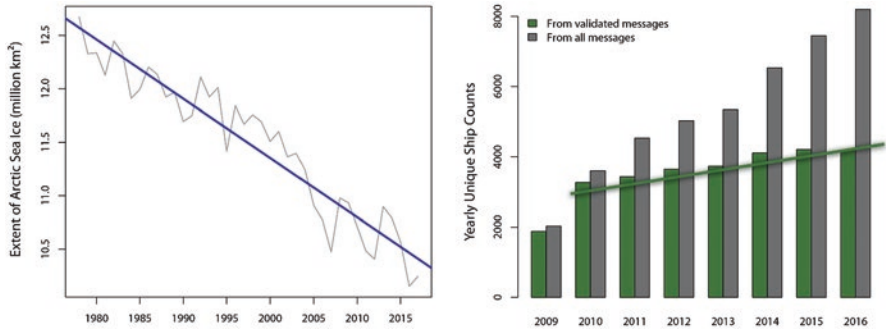 Extent of Arctic Sea Ice (million km²)
12.5
12.0
11.5
11.0
10.5
1980 1985 1990 1995 2000 2005 2010 2015
From validated messages
From all messages
Yearly Unique Ship Counts
8000
6000
4000
2000
0
2009 2010 2011 2012 2013 2014 2015 2016